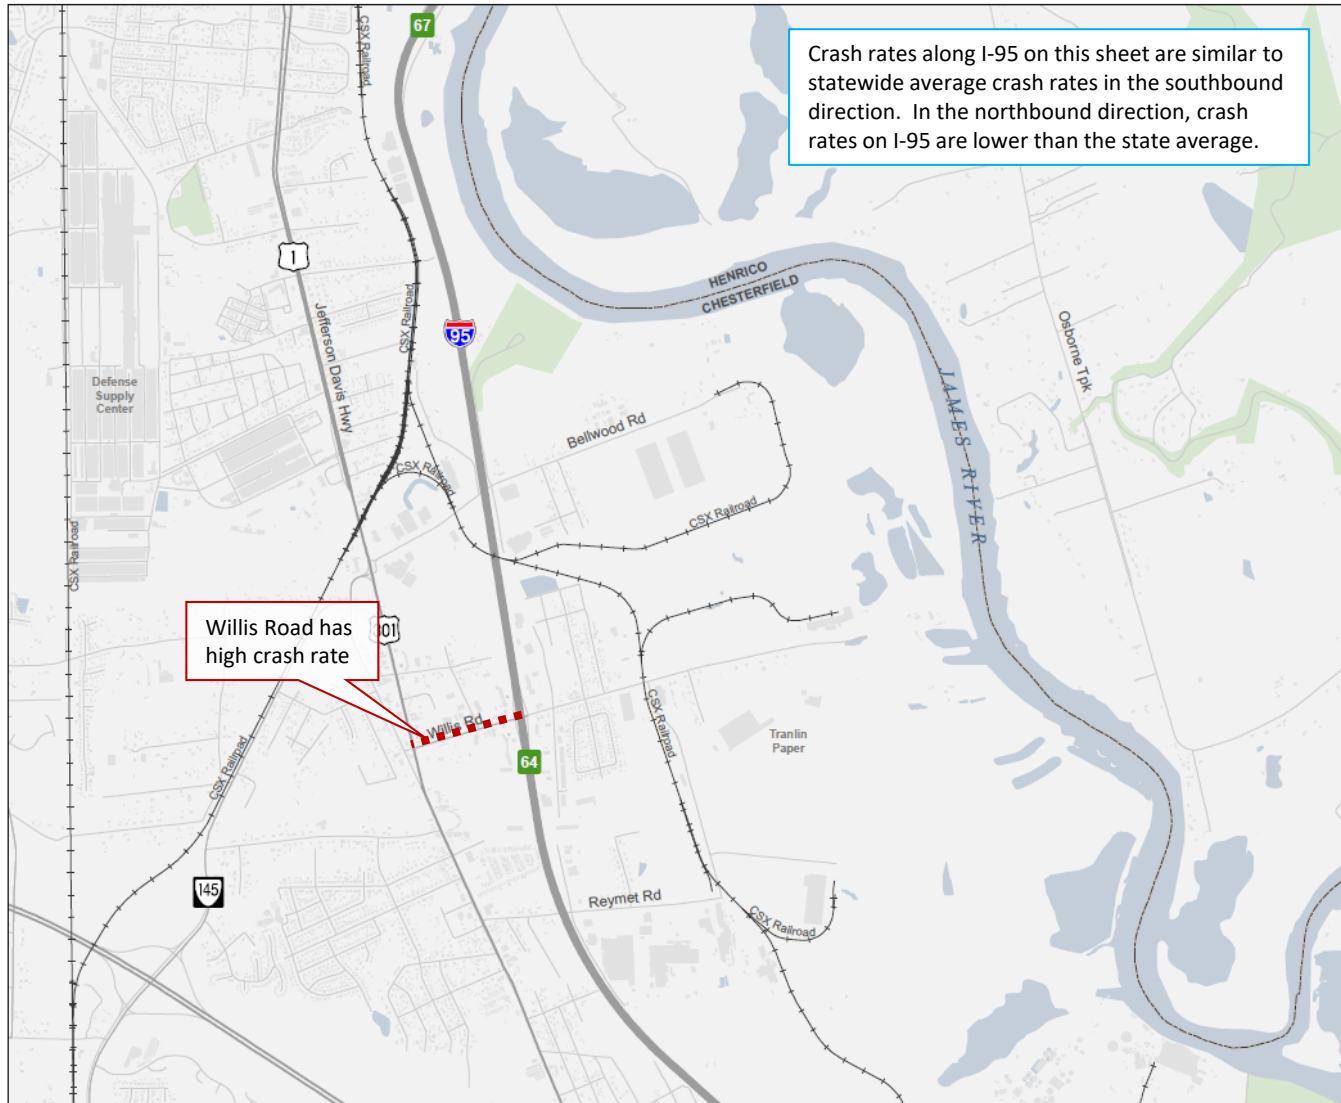 67
CSX Railroad
Crash rates along I-95 on this sheet are similar to
statewide average crash rates in the southbound
direction.  In the northbound direction, crash
rates on I-95 are lower than the state average.
1
HENRICO
CHESTERFIELD
Jefferson Davis Hwy
CSX Railroad
95
Osborne Tpk
JAMES RIVER
Defense
Supply
Center
Bellwood Rd
CSX Railroad
CSX Railroad
CSX Railroad
Willis Road has
high crash rate
301
Willis Rd
CSX Railroad
Tranlin
Paper
CSX Railroad
64
145
Reymet Rd
CSX Railroad